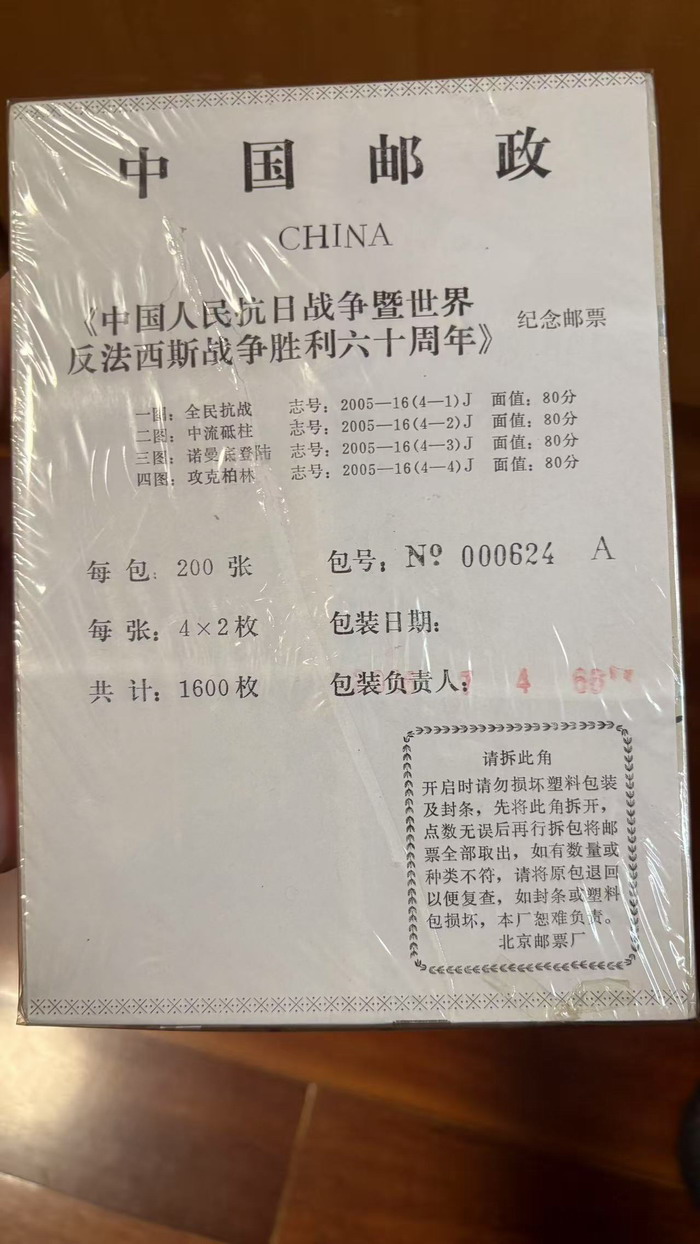 中国邮政
CHINA
《中国人民抗日战争暨世界
反法西斯战争胜利六十周年》 纪念邮票
一图：全民抗战 志号：2005—16(4—1)J 面值：80分
二图：中流砥柱 志号：2005—16(4—2)J 面值：80分
三图：诺曼底登陆 志号：2005—16(4—3)J 面值：80分
四图：攻克柏林 志号：2005—16(4—4)J 面值：80分
每包：200张 包号：№ 000624 A
每张：4×2枚 包装日期：
共计：1600枚 包装负责人：
4
请拆此角
开启时请勿损坏塑料包装
及封条，先将此角拆开，
点数无误后再行拆包将邮
票全部取出，如有数量或
种类不符，请将原包退回
以便复查，如封条或塑料
包损坏，本厂恕难负责。
北京邮票厂